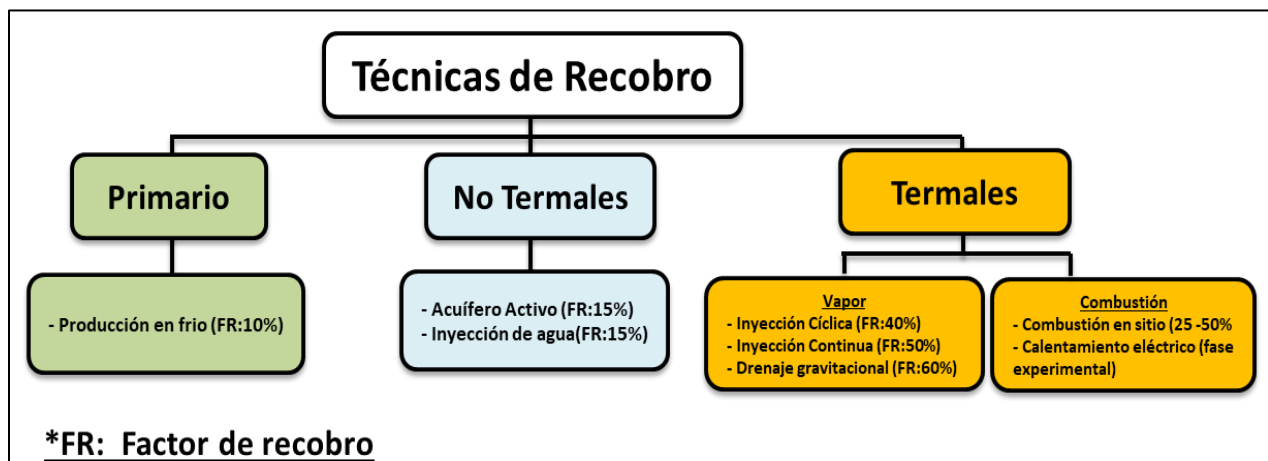 Técnicas de Recobro
Primario
No Termales
Termales
- Producción en frio (FR:10%)
- Acuífero Activo (FR:15%)
- Inyección de agua(FR:15%)
Vapor
- Inyección Cíclica (FR:40%)
- Inyección Continua (FR:50%)
- Drenaje gravitacional (FR:60%)
Combustión
- Combustión en sitio (25 -50%
- Calentamiento eléctrico (fase
experimental)
*FR: Factor de recobro